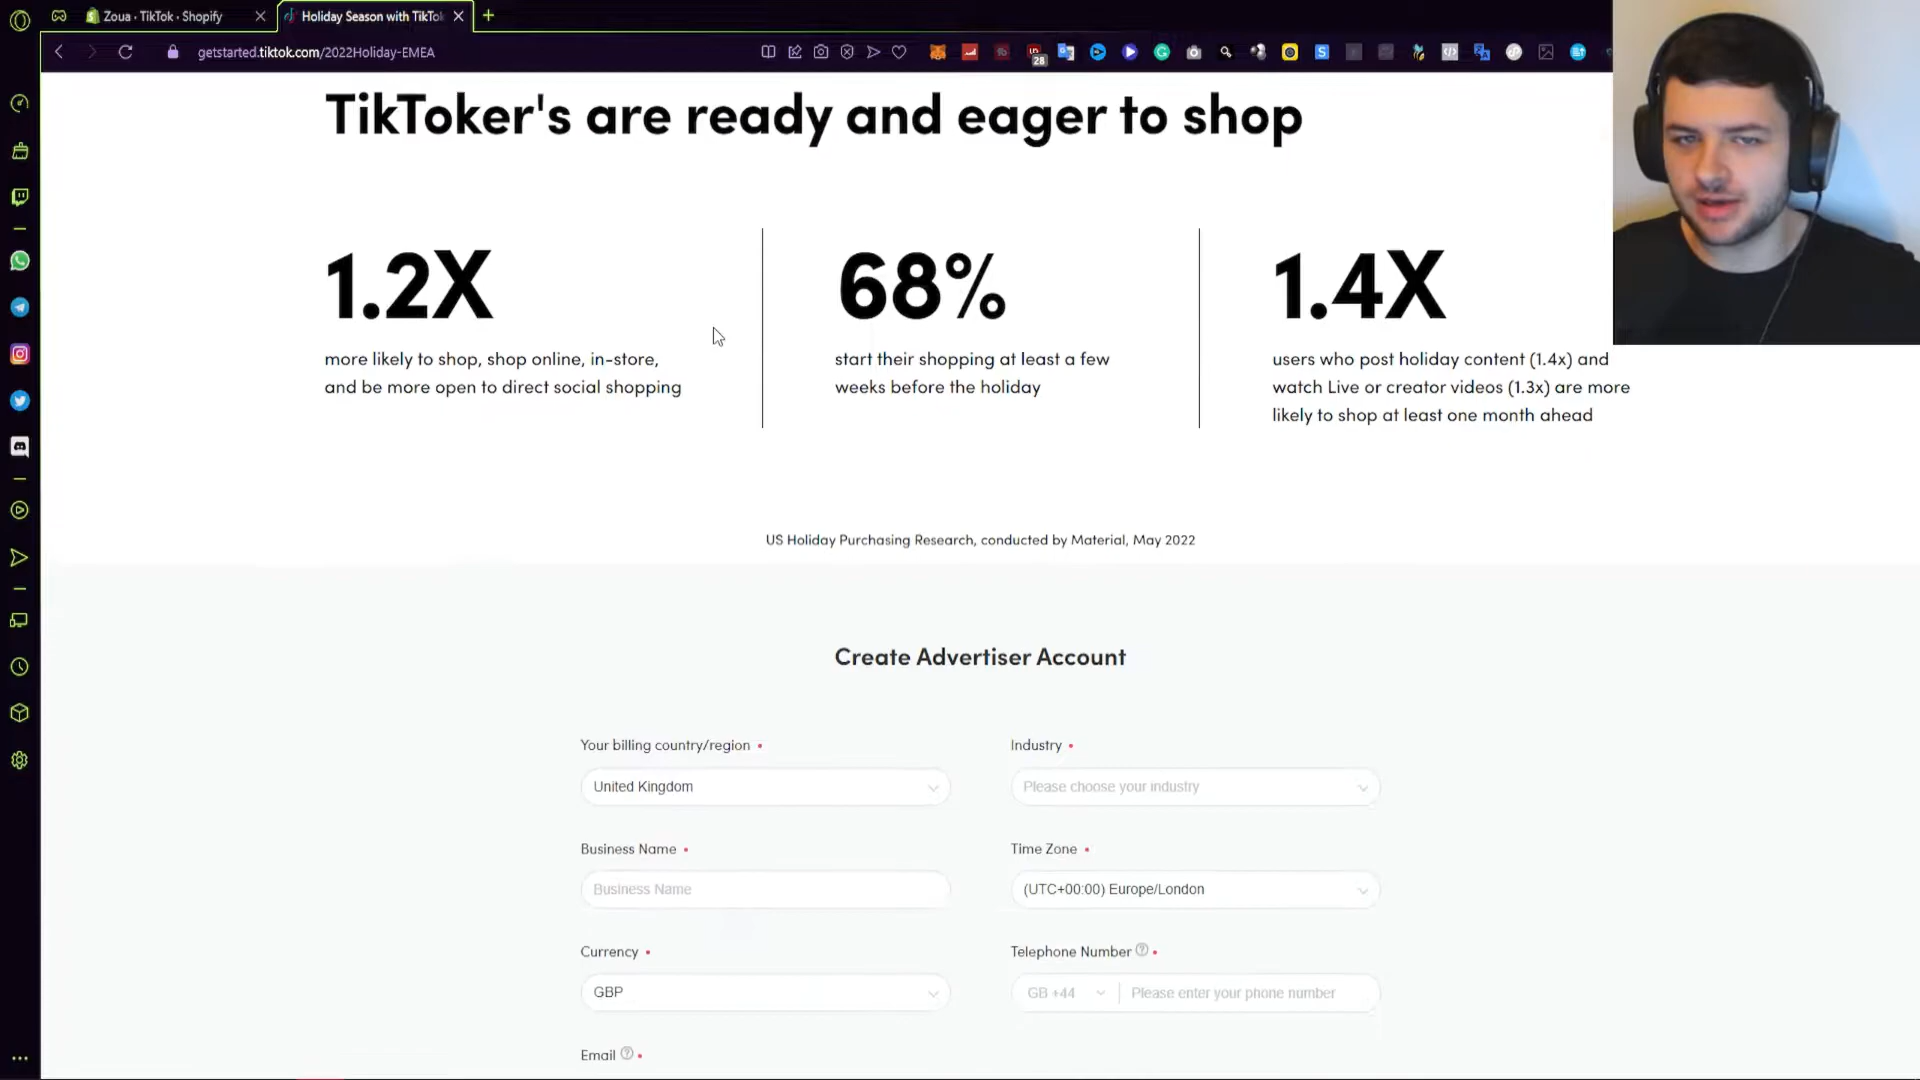 Zoua · TikTok · Shopify
Holiday Season with TikTok
getstarted.tiktok.com/2022Holiday-EMEA
28
TikToker's are ready and eager to shop
1.2X
more likely to shop, shop online, in-store,
and be more open to direct social shopping
68%
start their shopping at least a few
weeks before the holiday
1.4X
users who post holiday content (1.4x) and
watch Live or creator videos (1.3x) are more
likely to shop at least one month ahead
US Holiday Purchasing Research, conducted by Material, May 2022
Create Advertiser Account
Your billing country/region
United Kingdom
Industry
Please choose your industry
Business Name
Business Name
Time Zone
(UTC+00:00) Europe/London
Currency
GBP
Telephone Number
GB +44
Please enter your phone number
Email